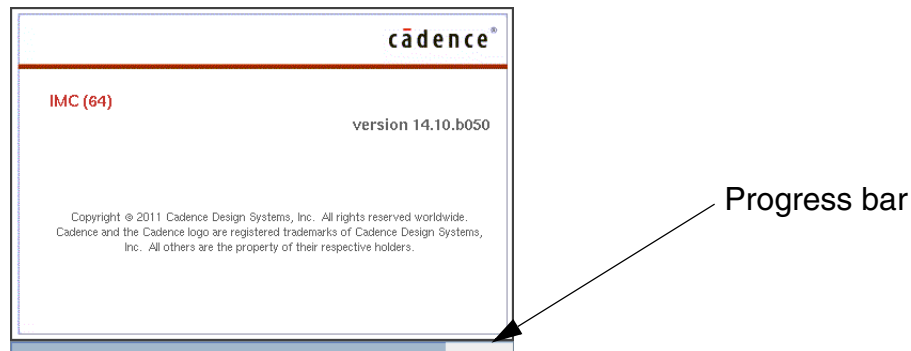 cādence®
IMC (64)
version 14.10.b050
Copyright © 2011 Cadence Design Systems, Inc. All rights reserved worldwide.
Cadence and the Cadence logo are registered trademarks of Cadence Design Systems,
Inc. All others are the property of their respective holders.
Progress bar